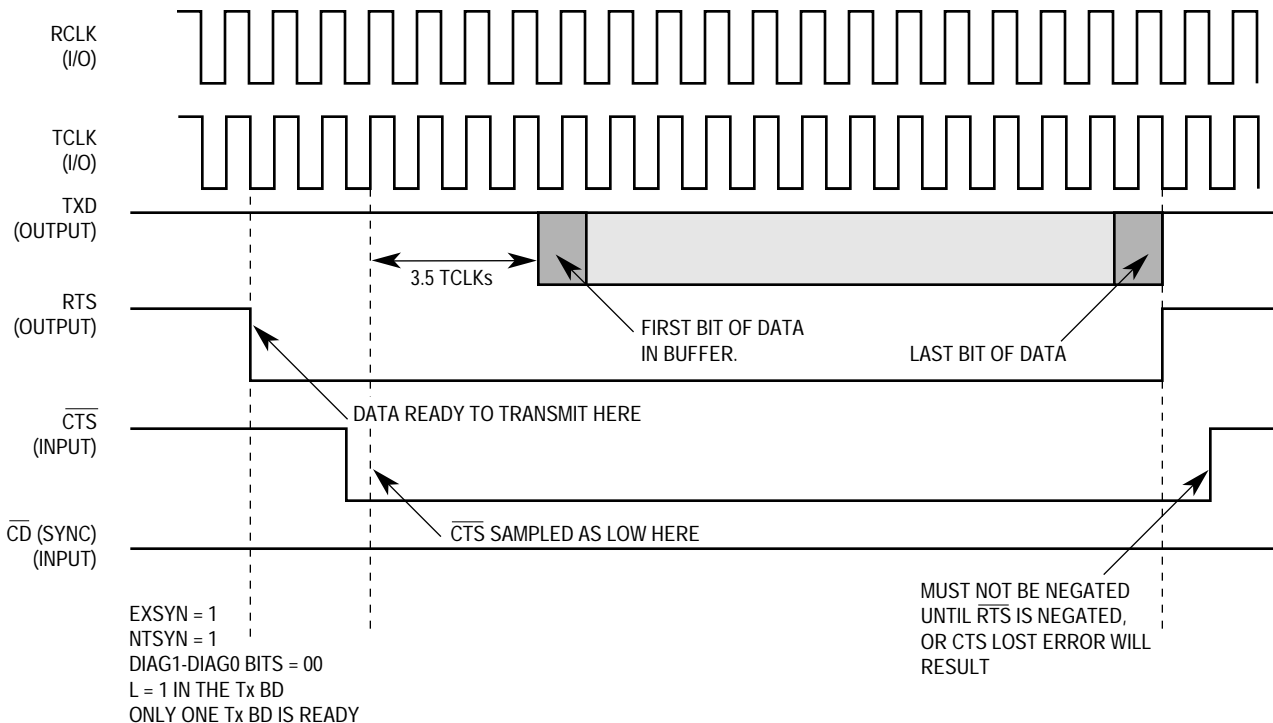 RCLK
(I/O)
TCLK
(I/O)
TXD
(OUTPUT)
3.5 TCLKs
RTS
(OUTPUT)
FIRST BIT OF DATA
IN BUFFER.
LAST BIT OF DATA
DATA READY TO TRANSMIT HERE
CTS
(INPUT)
CTS SAMPLED AS LOW HERE
CD (SYNC)
(INPUT)
MUST NOT BE NEGATED
UNTIL RTS IS NEGATED,
OR CTS LOST ERROR WILL
RESULT
EXSYN = 1
NTSYN = 1
DIAG1-DIAG0 BITS = 00
L = 1 IN THE Tx BD
ONLY ONE Tx BD IS READY